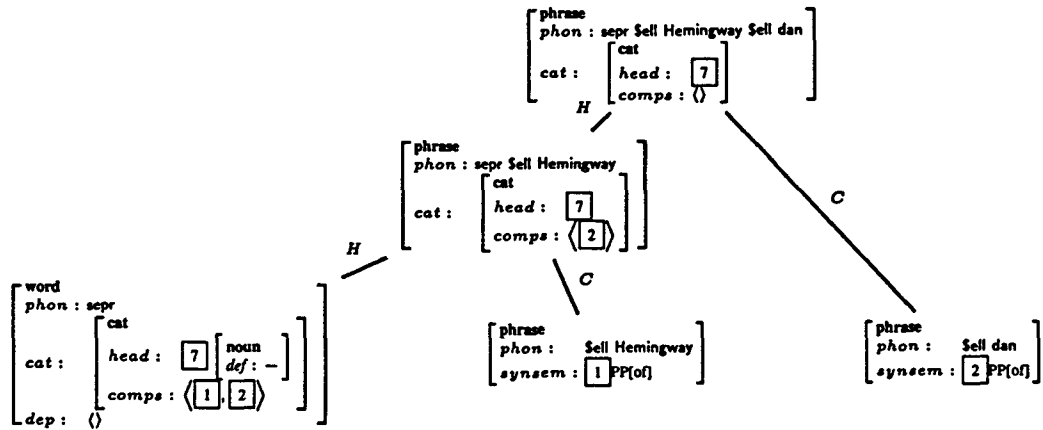 phrase
phon : sepr $ell Hemingway $ell dan
cat
cat : head : 7
comps : ⟨⟩
H
phrase
phon : sepr $ell Hemingway
cat
cat : head : 7
comps : ⟨ 2 ⟩
C
H
C
word
phon : sepr
cat
cat : head : 7 noun
def : –
comps : ⟨ 1 , 2 ⟩
dep : ⟨⟩
phrase
phon : $ell Hemingway
synsem : 1 PP[of]
phrase
phon : $ell dan
synsem : 2 PP[of]